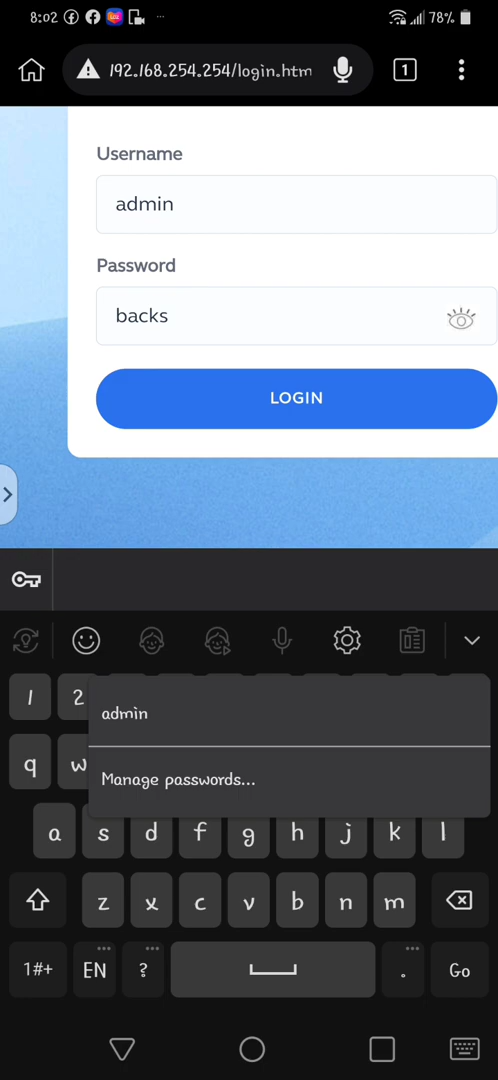 8:02
78%
192.168.254.254/login.htm
1
Username
admin
Password
backs
LOGIN
1 2
admin
q w
Manage passwords...
a s d f g h j k l
z x c v b n m
1#+ EN ? . Go